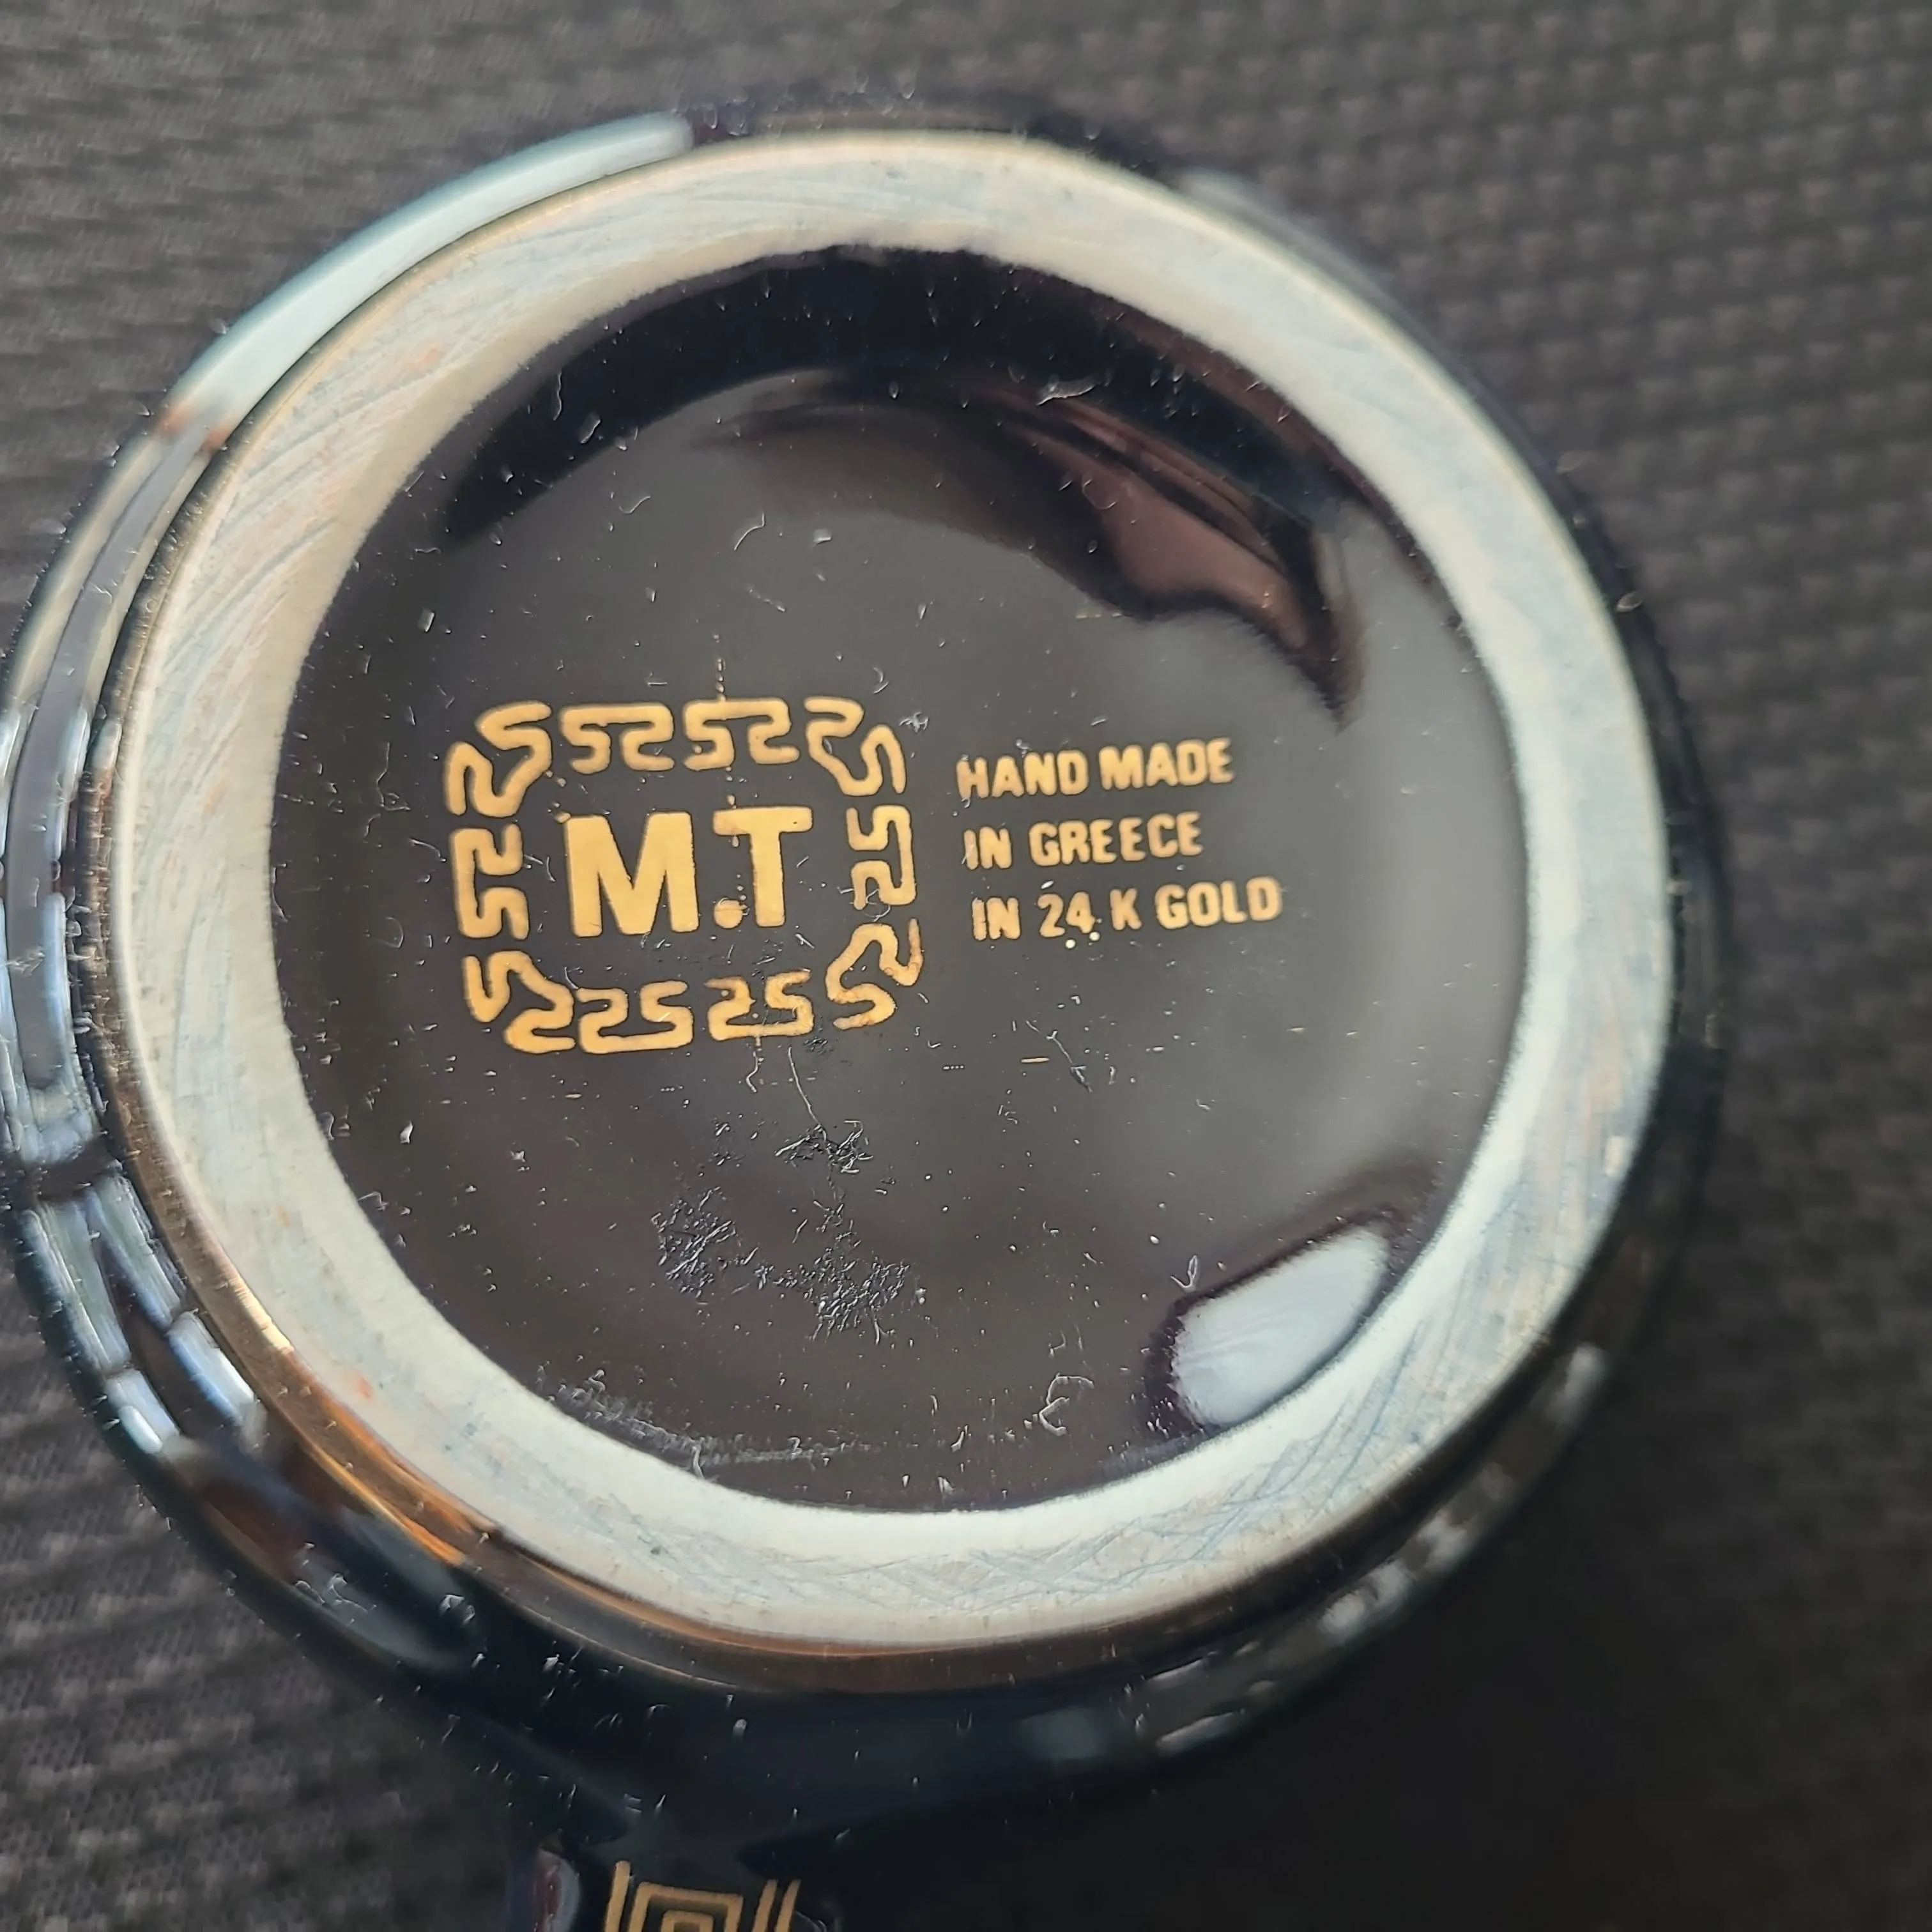 M.T
HAND MADE
IN GREECE
IN 24 K GOLD